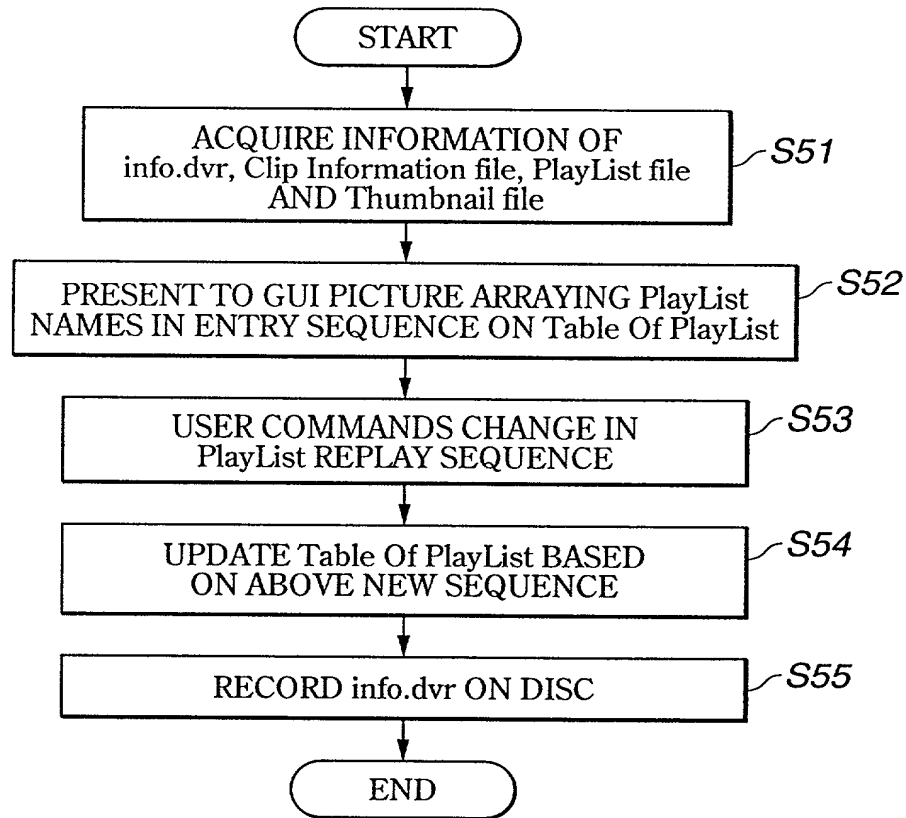 START
ACQUIRE INFORMATION OF
info.dvr, Clip Information file, PlayList file
AND Thumbnail file
S51
PRESENT TO GUI PICTURE ARRAYING PlayList
NAMES IN ENTRY SEQUENCE ON Table Of PlayList
S52
USER COMMANDS CHANGE IN
PlayList REPLAY SEQUENCE
S53
UPDATE Table Of PlayList BASED
ON ABOVE NEW SEQUENCE
S54
RECORD info.dvr ON DISC
S55
END